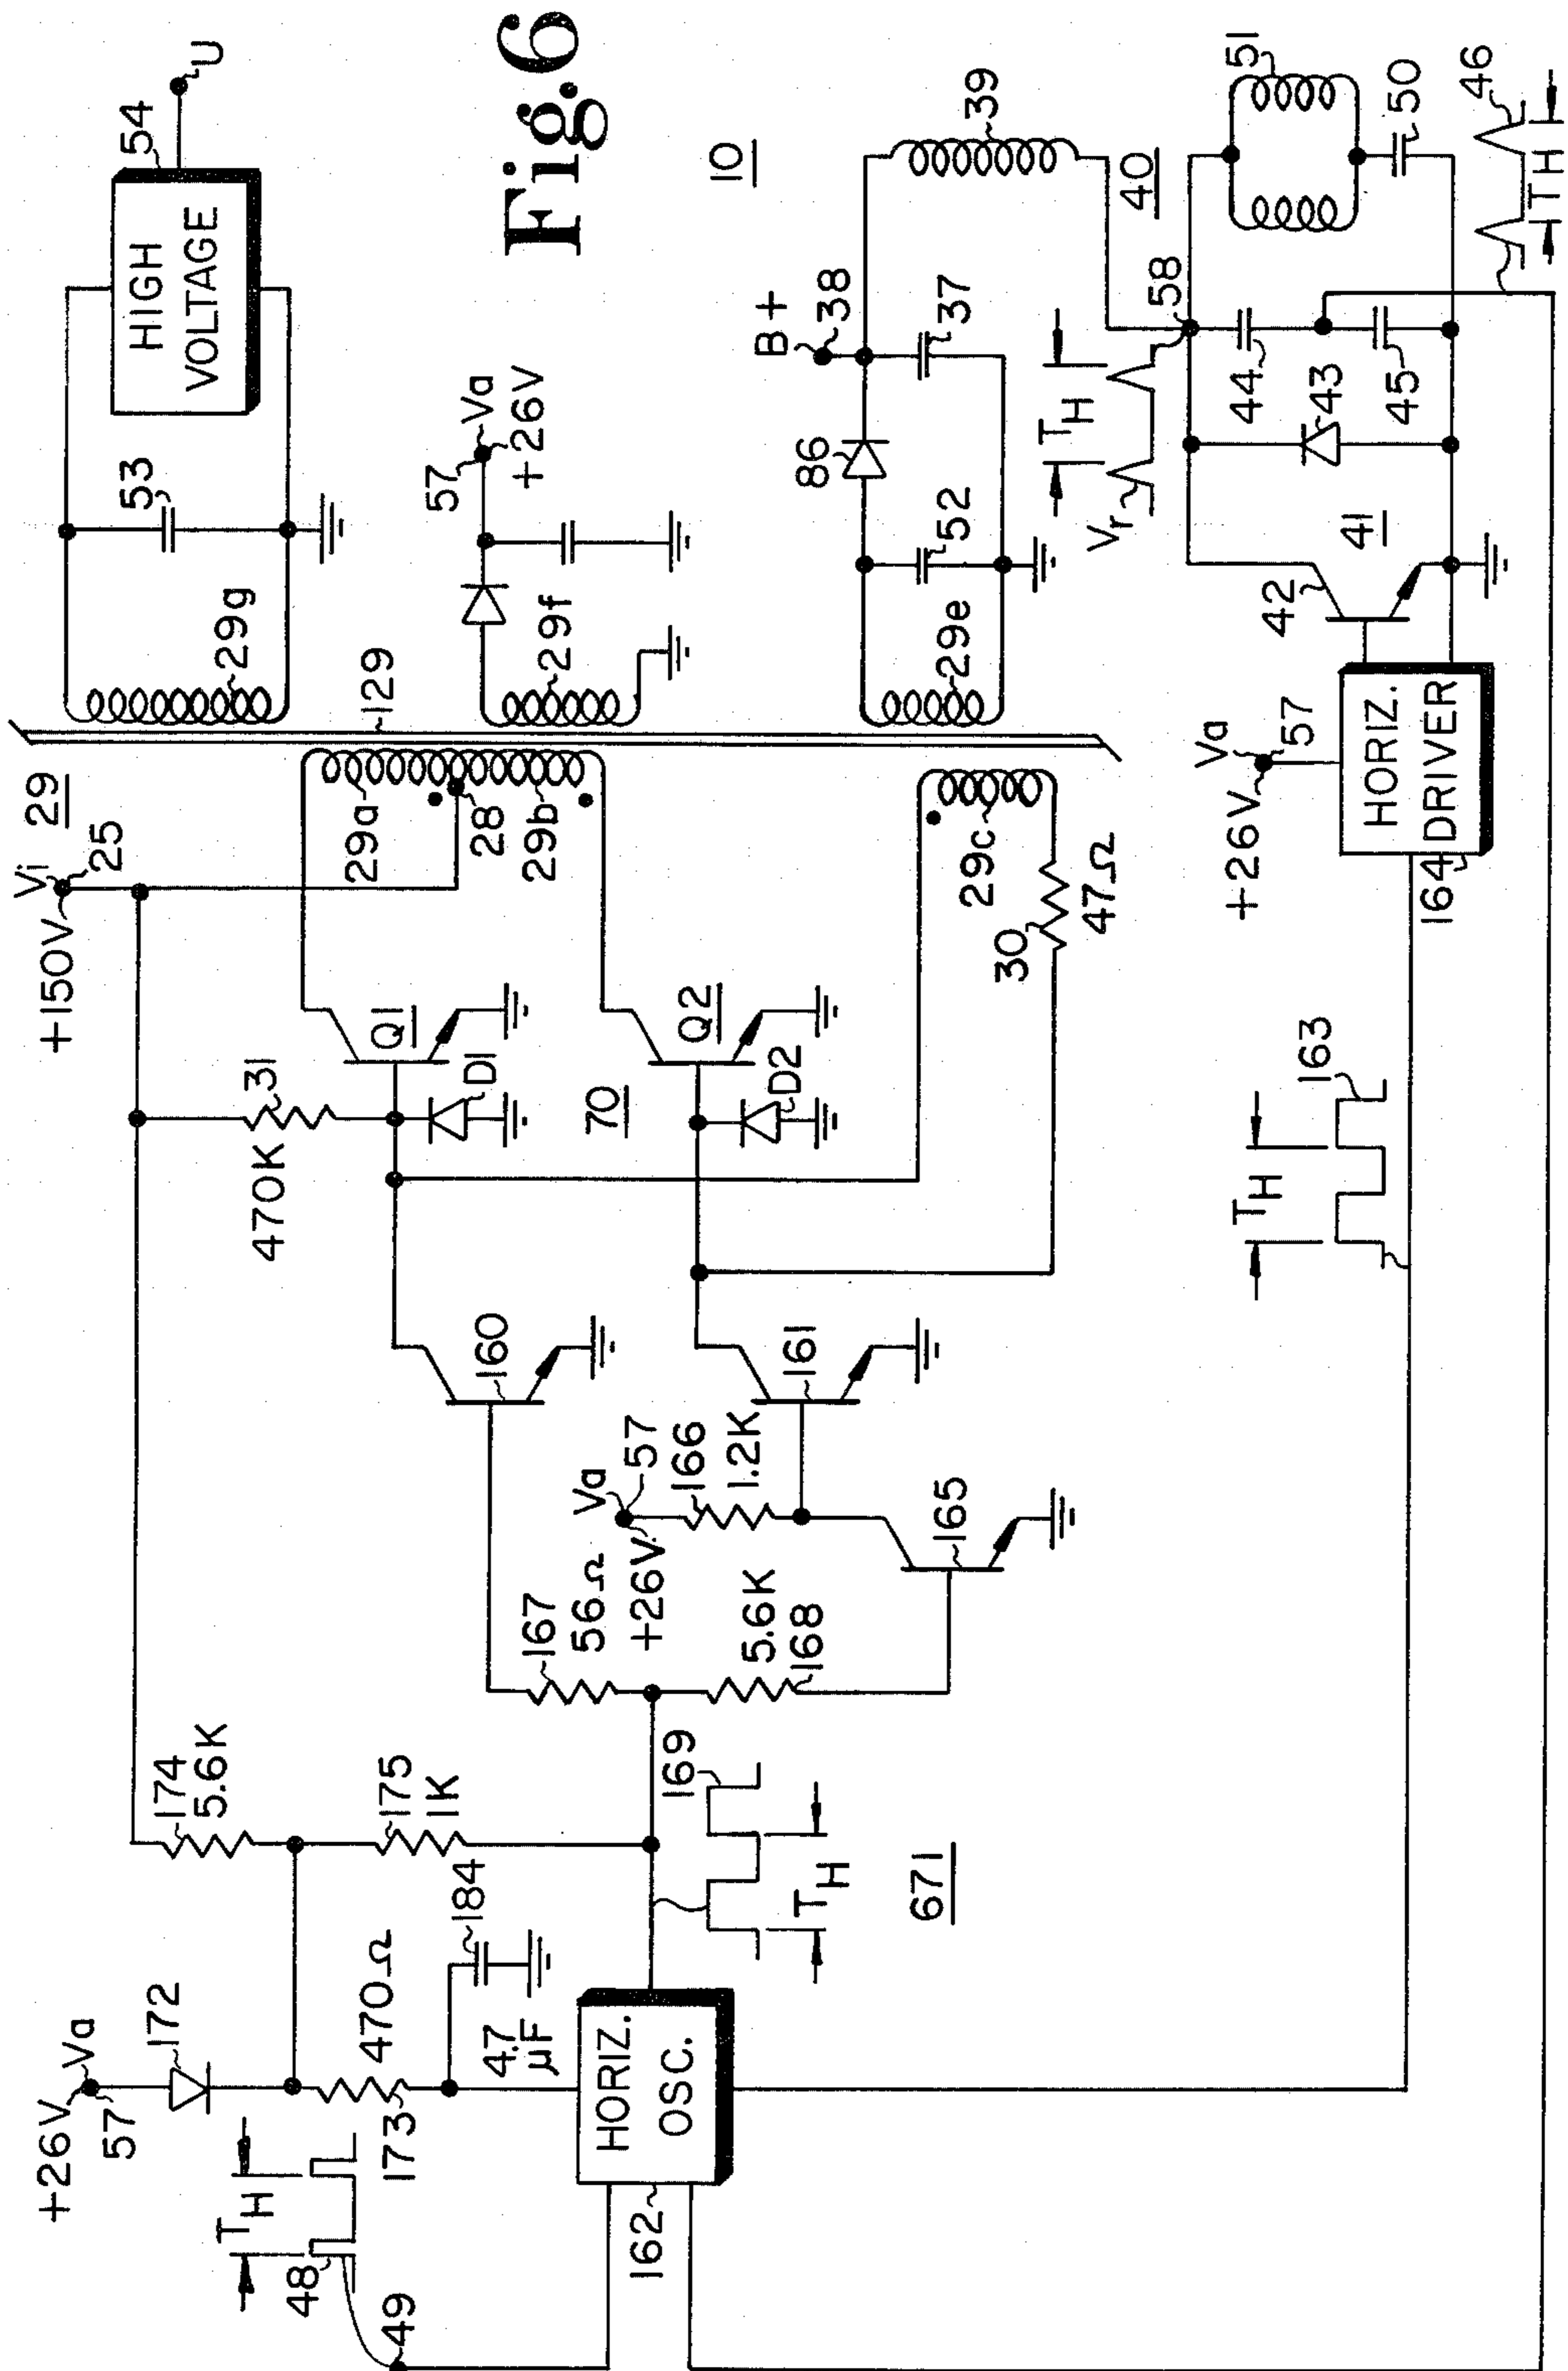 Fig.6
10
+26V
Va
57
172
TH
48
49
173
470Ω
184
4.7
µF
HORIZ.
OSC.
162
174
5.6K
175
1K
169
TH
671
167
56Ω
+26V
Va
57
166
1.2K
5.6K
168
165
160
161
470K
31
D1
Q1
70
D2
Q2
+150V
Vi
25
29
29a
28
29b
29c
30
47Ω
129
29g
53
HIGH
VOLTAGE
54
U
29f
57
Va
+26V
29e
52
86
B+
38
37
39
Vr
TH
58
40
41
42
43
44
45
50
51
46
TH
+26V
Va
57
HORIZ.
DRIVER
164
163
TH